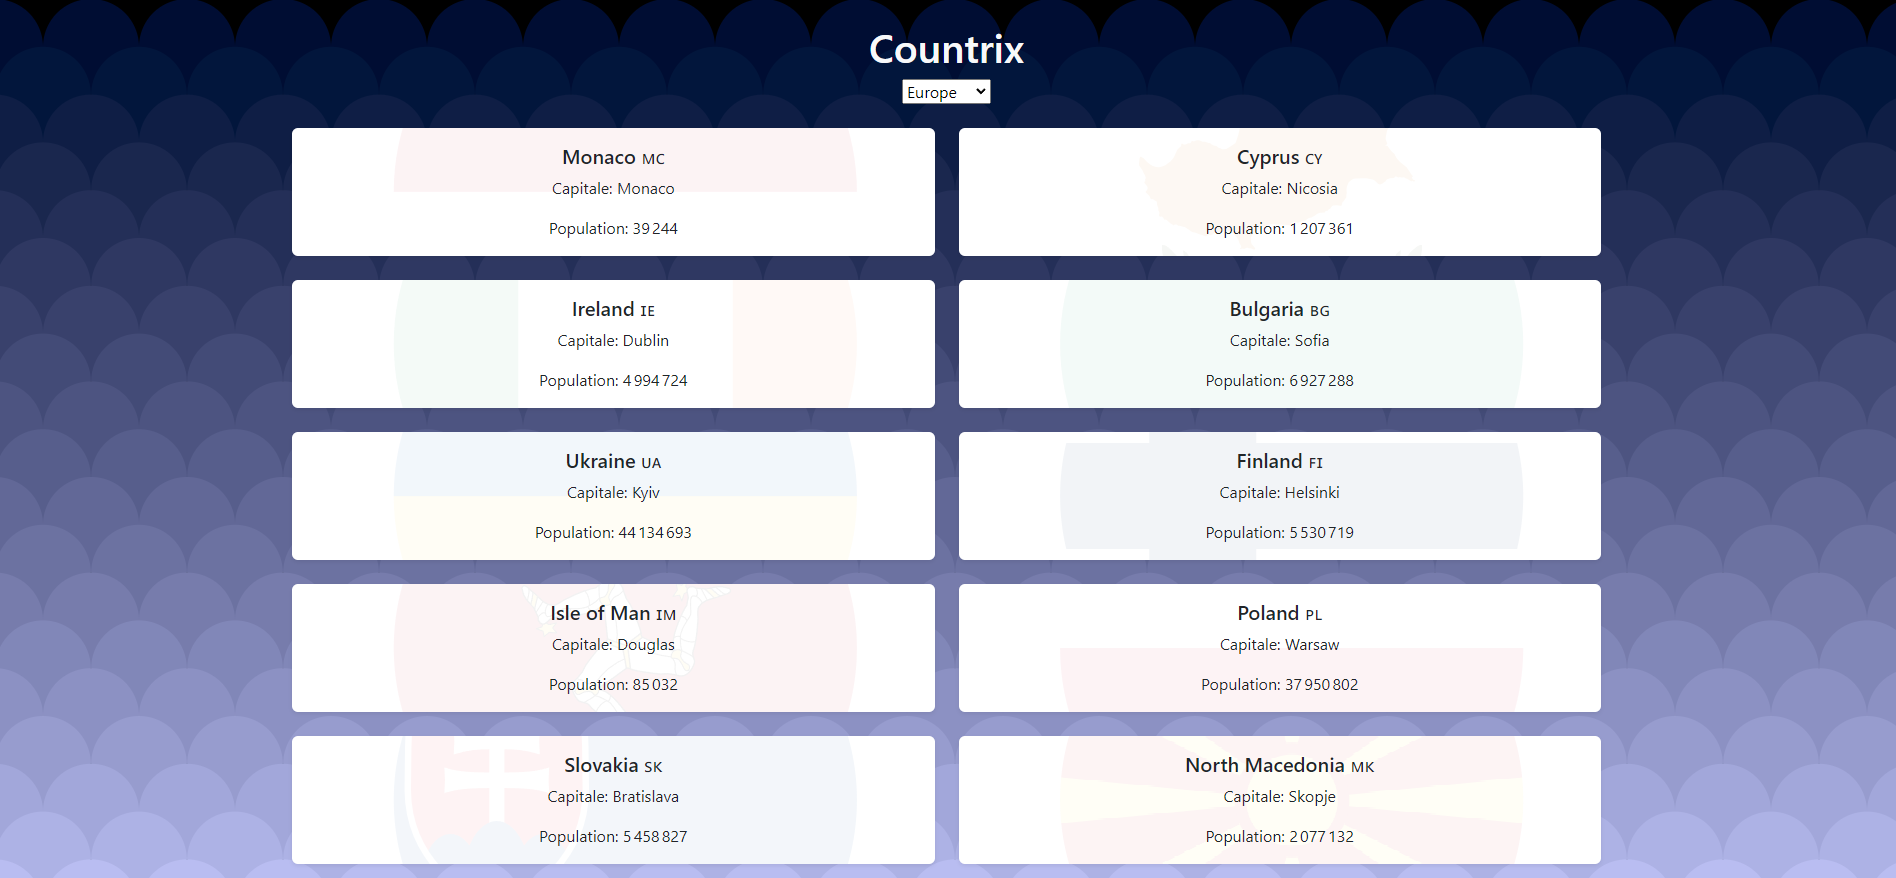 Countrix
Europe
Monaco MC
Capitale: Monaco
Population: 39 244
Cyprus CY
Capitale: Nicosia
Population: 1 207 361
Ireland IE
Capitale: Dublin
Population: 4 994 724
Bulgaria BG
Capitale: Sofia
Population: 6 927 288
Ukraine UA
Capitale: Kyiv
Population: 44 134 693
Finland FI
Capitale: Helsinki
Population: 5 530 719
Isle of Man IM
Capitale: Douglas
Population: 85 032
Poland PL
Capitale: Warsaw
Population: 37 950 802
Slovakia SK
Capitale: Bratislava
Population: 5 458 827
North Macedonia MK
Capitale: Skopje
Population: 2 077 132